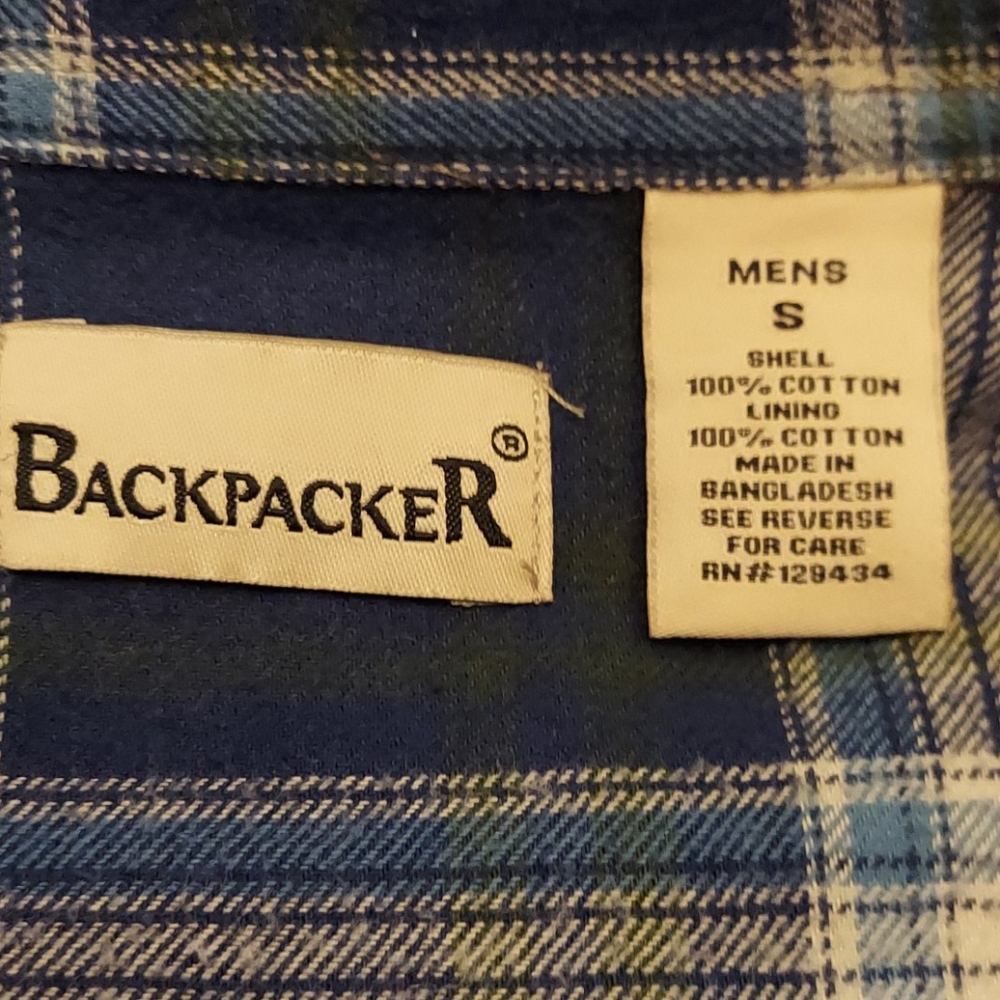 BACKPACKER®
MENS
S
SHELL
100% COTTON
LINING
100% COTTON
MADE IN
BANGLADESH
SEE REVERSE
FOR CARE
RN#129434